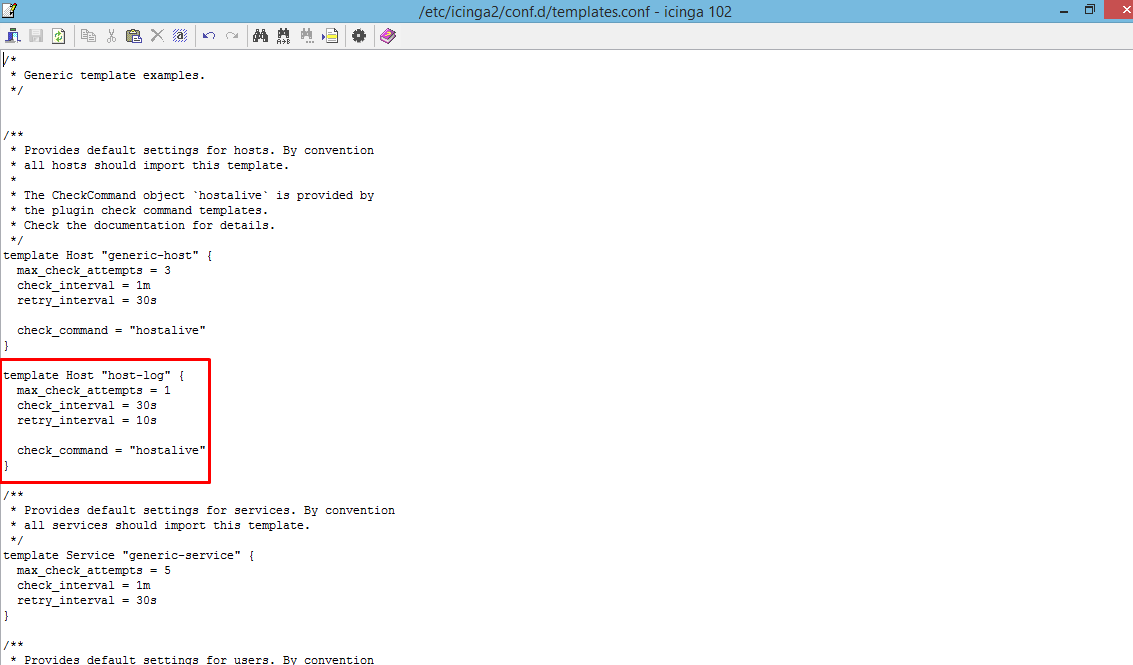 /etc/icinga2/conf.d/templates.conf - icinga 102
/*
 * Generic template examples.
 */
/**
 * Provides default settings for hosts. By convention
 * all hosts should import this template.
 *
 * The CheckCommand object `hostalive` is provided by
 * the plugin check command templates.
 * Check the documentation for details.
 */
template Host "generic-host" {
  max_check_attempts = 3
  check_interval = 1m
  retry_interval = 30s
  check_command = "hostalive"
}
template Host "host-log" {
  max_check_attempts = 1
  check_interval = 30s
  retry_interval = 10s
  check_command = "hostalive"
}
/**
 * Provides default settings for services. By convention
 * all services should import this template.
 */
template Service "generic-service" {
  max_check_attempts = 5
  check_interval = 1m
  retry_interval = 30s
}
/**
 * Provides default settings for users. By convention